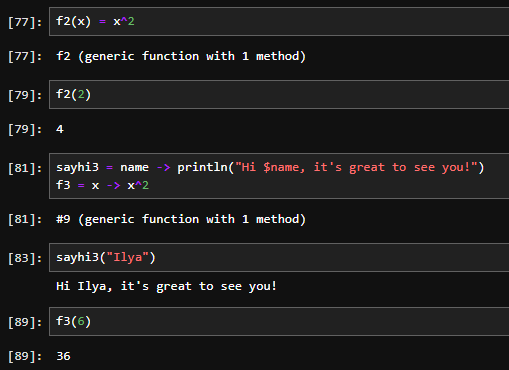 [77]: f2(x) = x^2
[77]: f2 (generic function with 1 method)
[79]: f2(2)
[79]: 4
[81]: sayhi3 = name -> println("Hi $name, it's great to see you!")
f3 = x -> x^2
[81]: #9 (generic function with 1 method)
[83]: sayhi3("Ilya")
Hi Ilya, it's great to see you!
[89]: f3(6)
[89]: 36